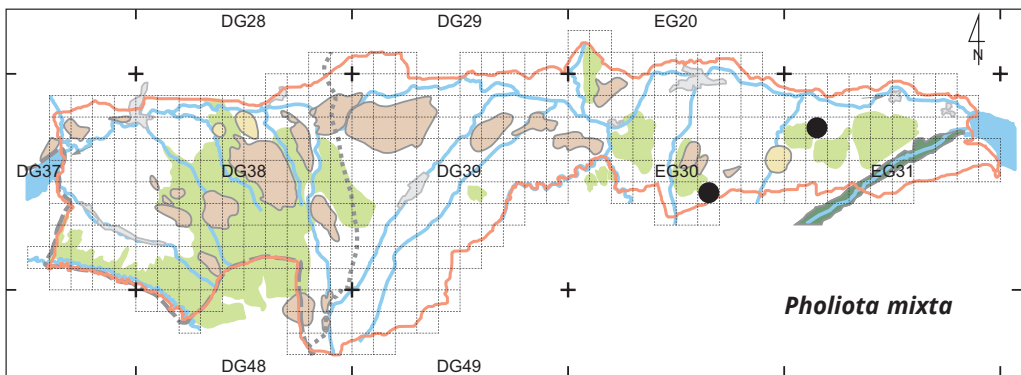 DG28 DG29 EG20
N
DG37 DG38 DG39 EG30 EG31
Pholiota mixta
DG48 DG49